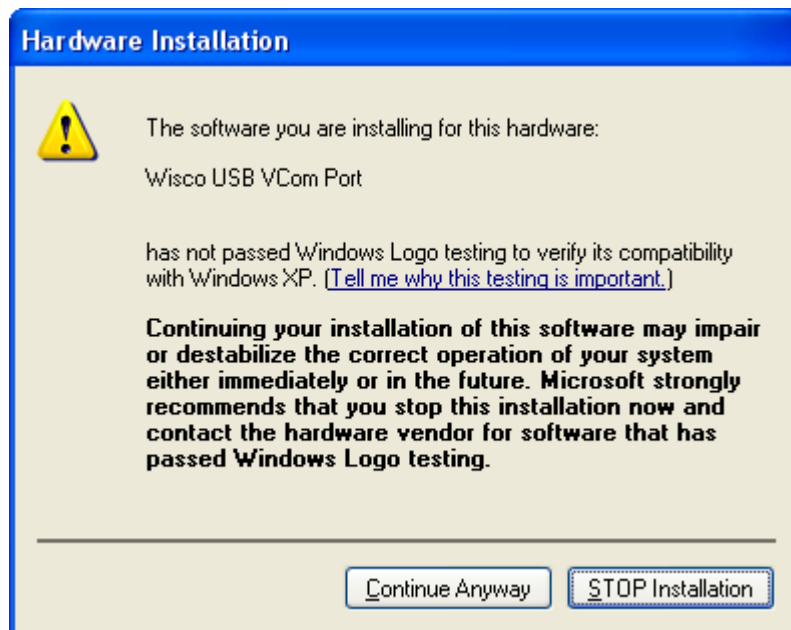 Hardware Installation
The software you are installing for this hardware:
Wisco USB VCom Port
has not passed Windows Logo testing to verify its compatibility
with Windows XP. (Tell me why this testing is important.)
Continuing your installation of this software may impair
or destabilize the correct operation of your system
either immediately or in the future. Microsoft strongly
recommends that you stop this installation now and
contact the hardware vendor for software that has
passed Windows Logo testing.
Continue Anyway
STOP Installation